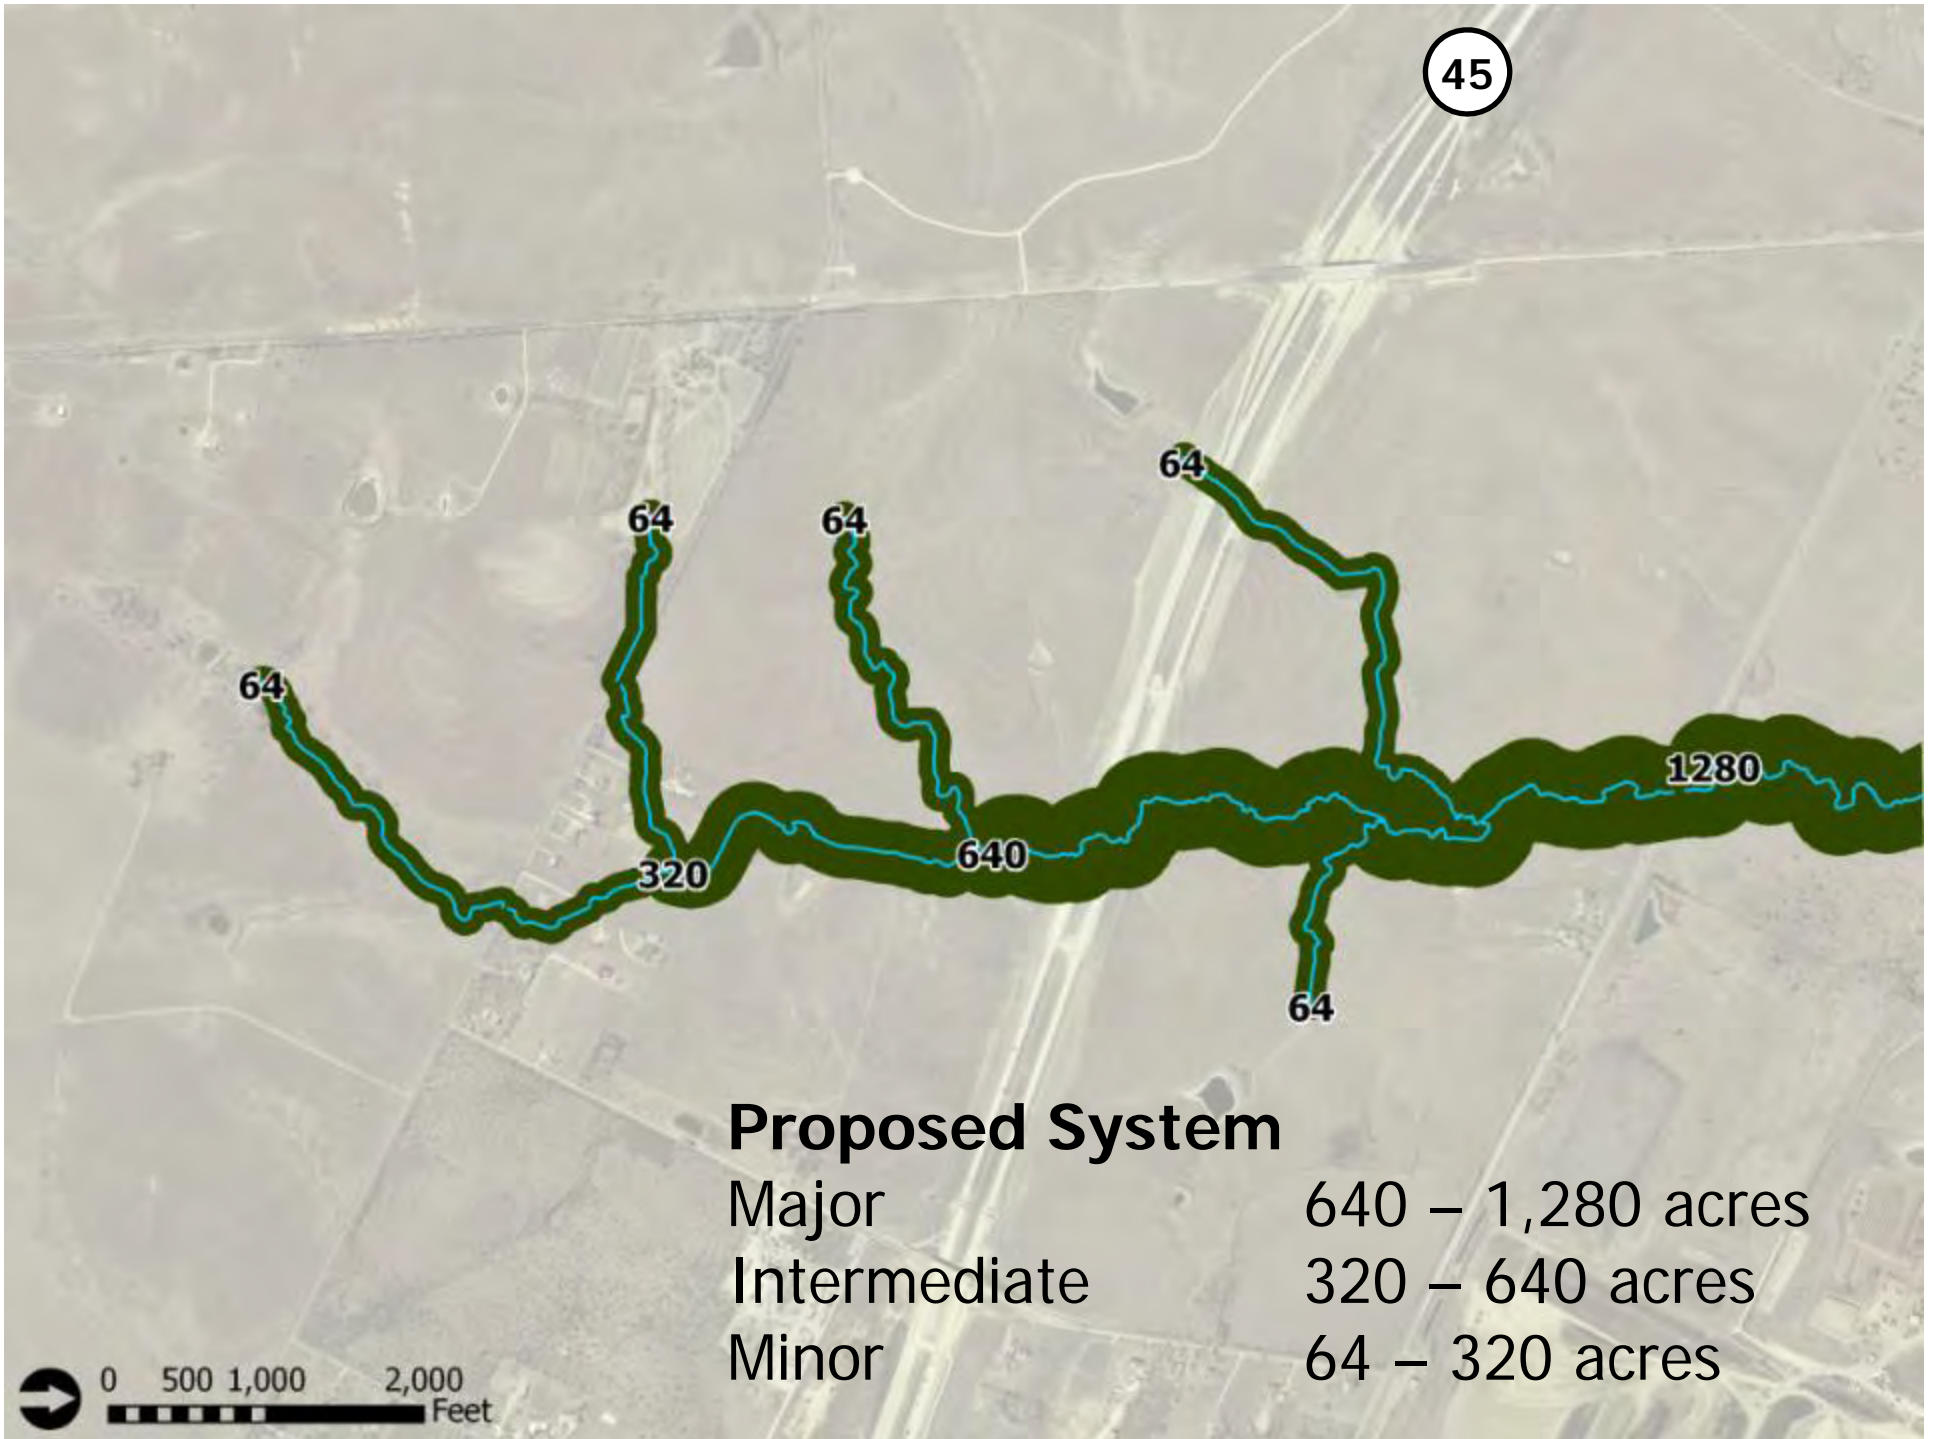 45
64
64
64
64
1280
640
320
64
Proposed System
Major 640 – 1,280 acres
Intermediate 320 – 640 acres
Minor 64 – 320 acres
0 500 1,000 2,000
Feet